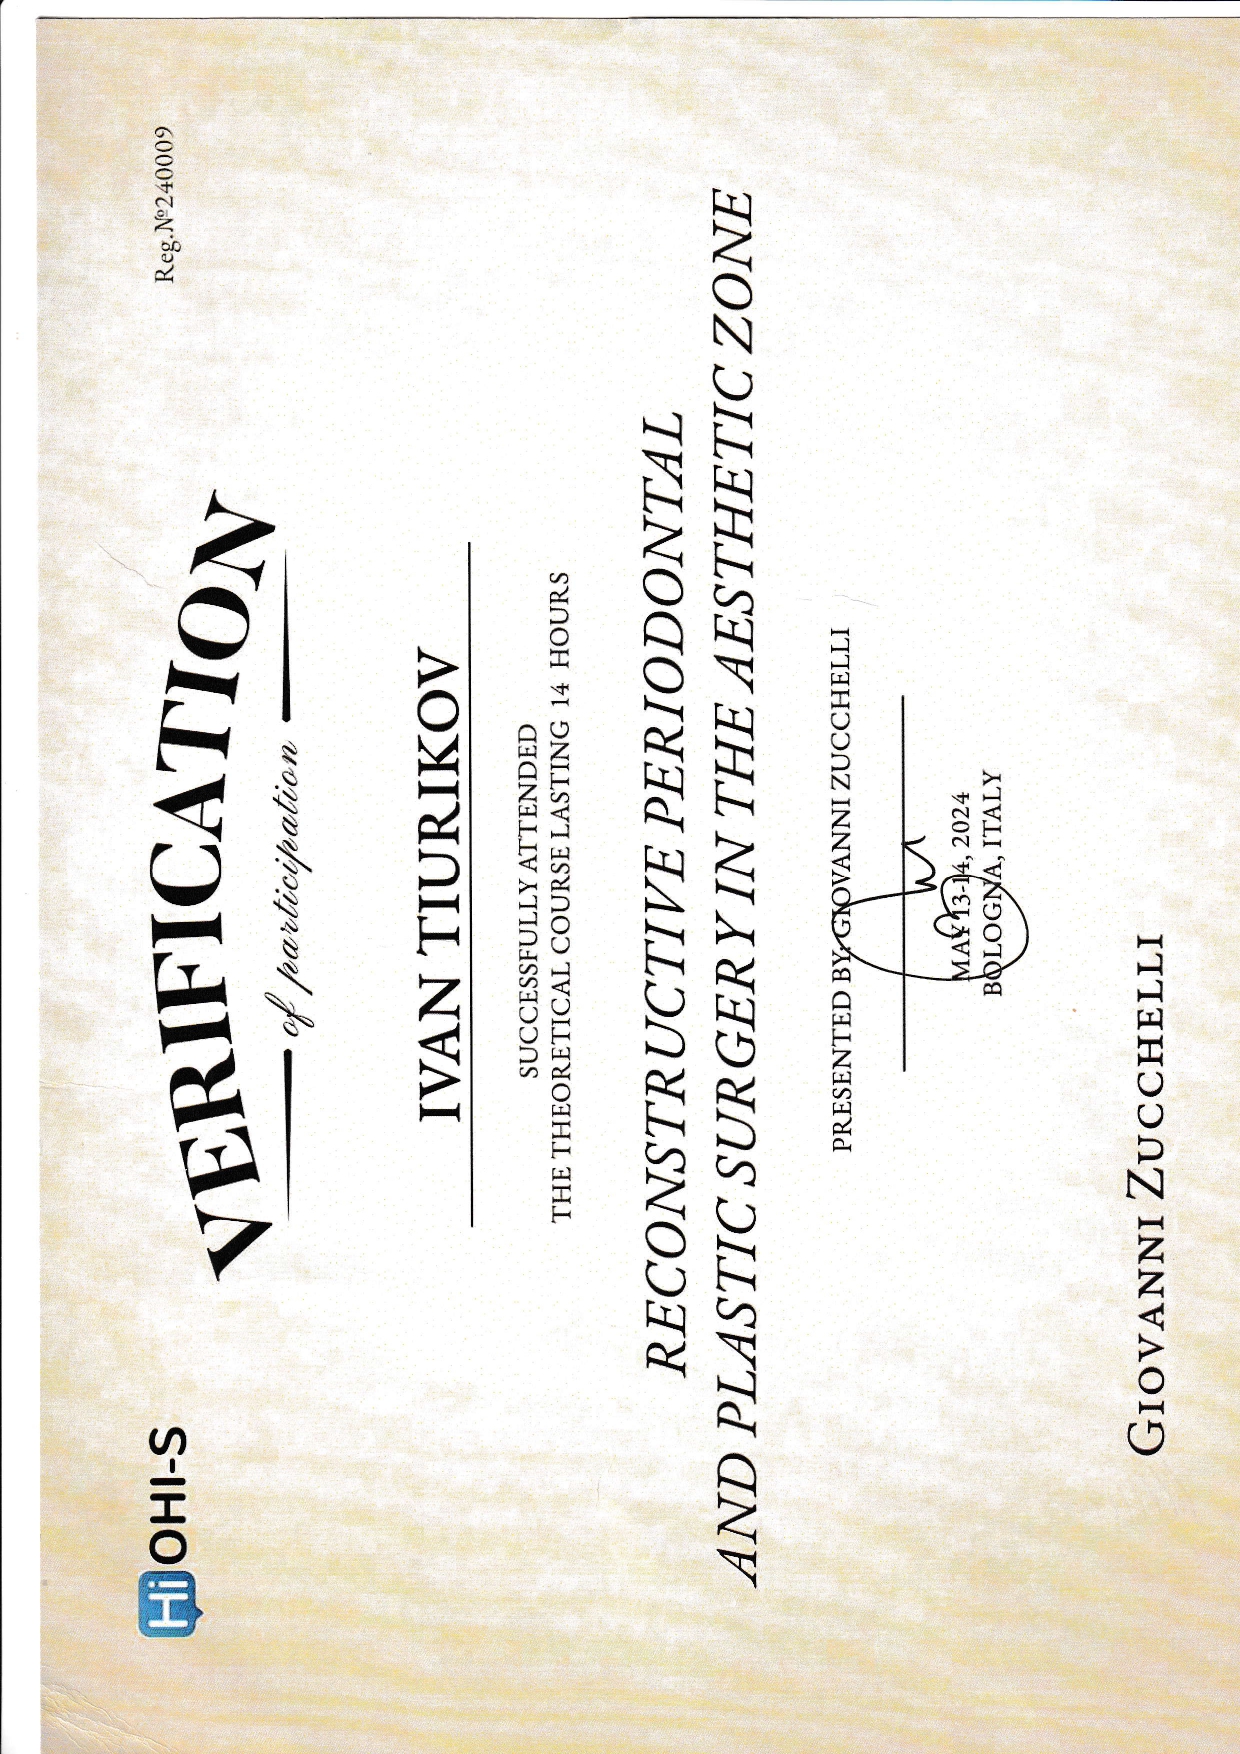 Hi OHI-S
Reg.№240009
VERIFICATION
of participation
IVAN TIURIKOV
SUCCESSFULLY ATTENDED
THE THEORETICAL COURSE LASTING 14 HOURS
RECONSTRUCTIVE PERIODONTAL
AND PLASTIC SURGERY IN THE AESTHETIC ZONE
PRESENTED BY: GIOVANNI ZUCCHELLI
MAY 13-14, 2024
BOLOGNA, ITALY
GIOVANNI ZUCCHELLI